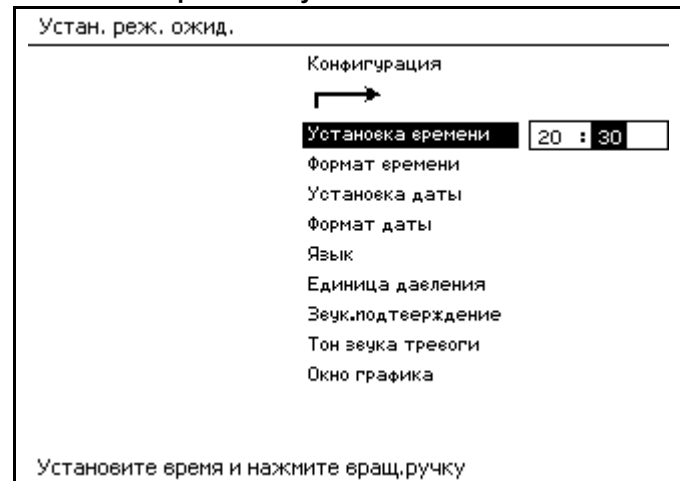 Устан. реж. ожид.
Конфигурация
Установка времени 20 : 30
Формат времени
Установка даты
Формат даты
Язык
Единица давления
Звук.подтверждение
Тон звука тревоги
Окно графика
Установите время и нажмите вращ.ручку